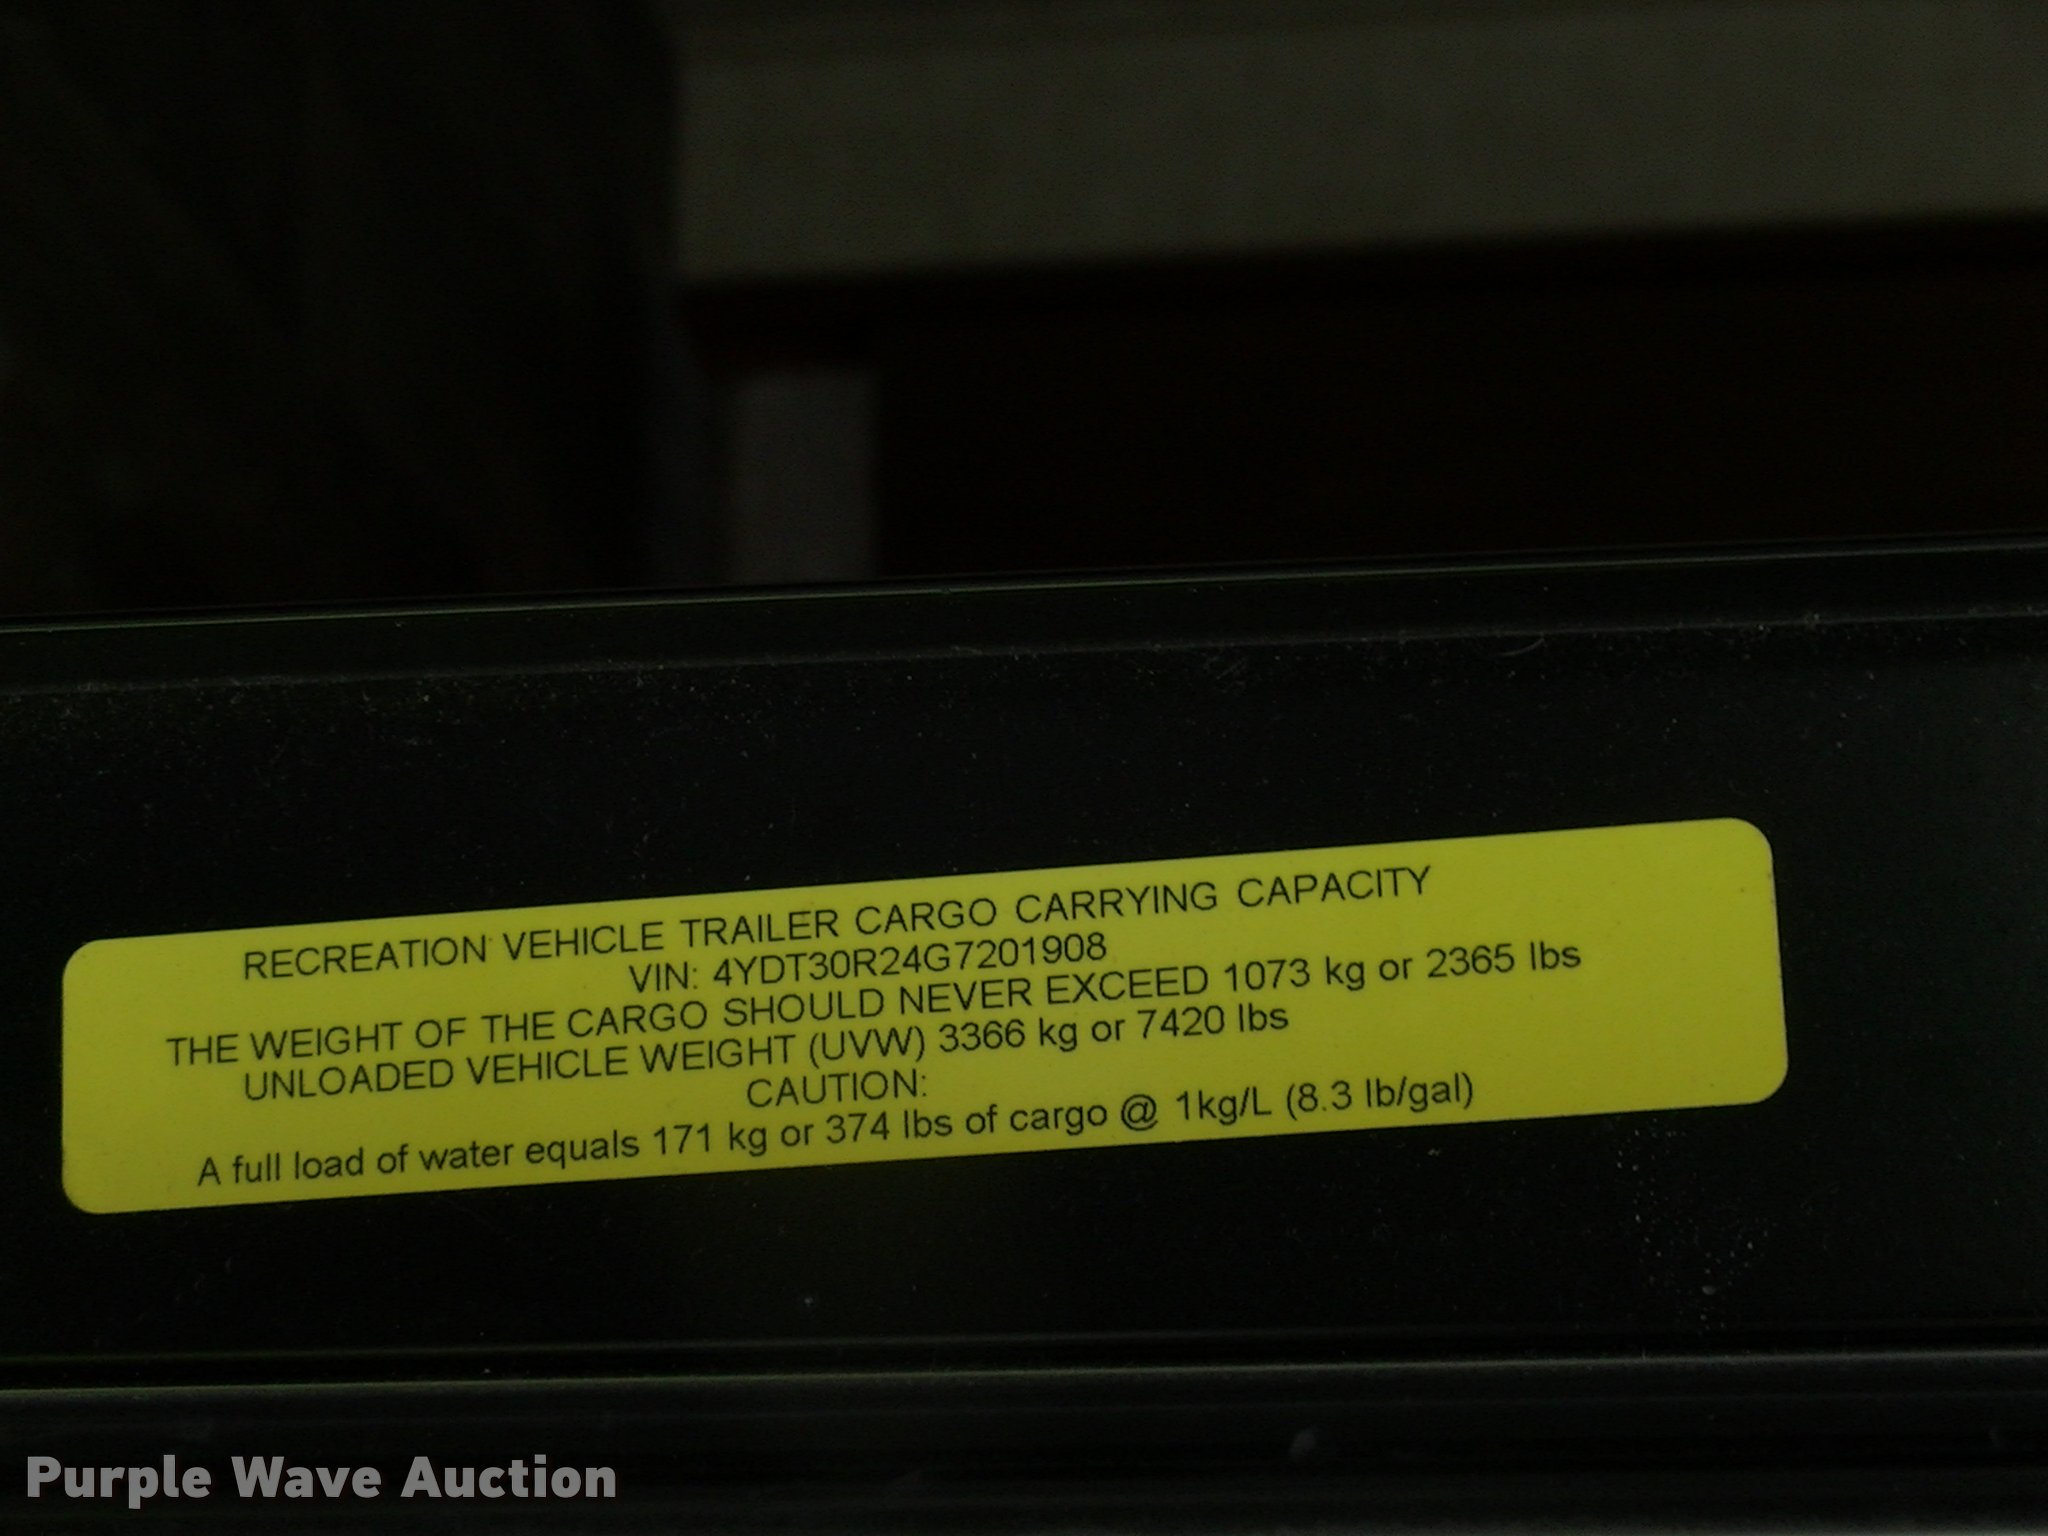 RECREATION VEHICLE TRAILER CARGO CARRYING CAPACITY
VIN: 4YDT30R24G7201908
THE WEIGHT OF THE CARGO SHOULD NEVER EXCEED 1073 kg or 2365 lbs
UNLOADED VEHICLE WEIGHT (UVW) 3366 kg or 7420 lbs
CAUTION:
A full load of water equals 171 kg or 374 lbs of cargo @ 1kg/L (8.3 lb/gal)
Purple Wave Auction